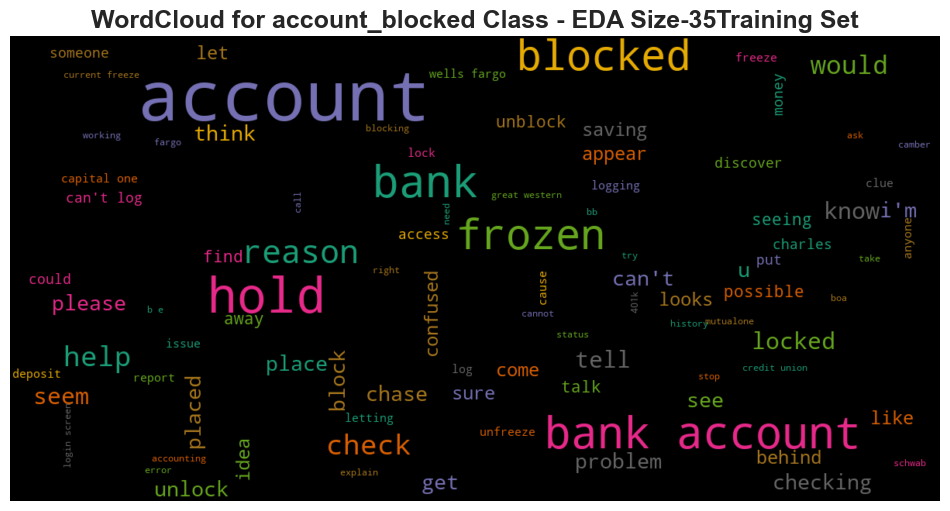 WordCloud for account_blocked Class - EDA Size-35Training Set
someone
let
blocked
freeze
would
current freeze
account
wells fargo
money
working
fargo
think
blocking
unblock
saving
ask
camber
lock
appear
discover
capital one
can't log
bank
great western
logging
clue
call
need
bb
know
i'm
seeing
access
frozen
charles
anyone
find
reason
try
put
take
could
right
can't
u
possible
please
b e
hold
away
confused
cause
cannot
401k
looks
boa
history
mutualone
help
issue
status
locked
deposit
report
place
block
log
come
tell
credit union
stop
seem
placed
chase
sure
talk
see
login screen
letting
like
idea
check
unfreeze
bank account
accounting
error
explain
problem
behind
schwab
unlock
get
checking